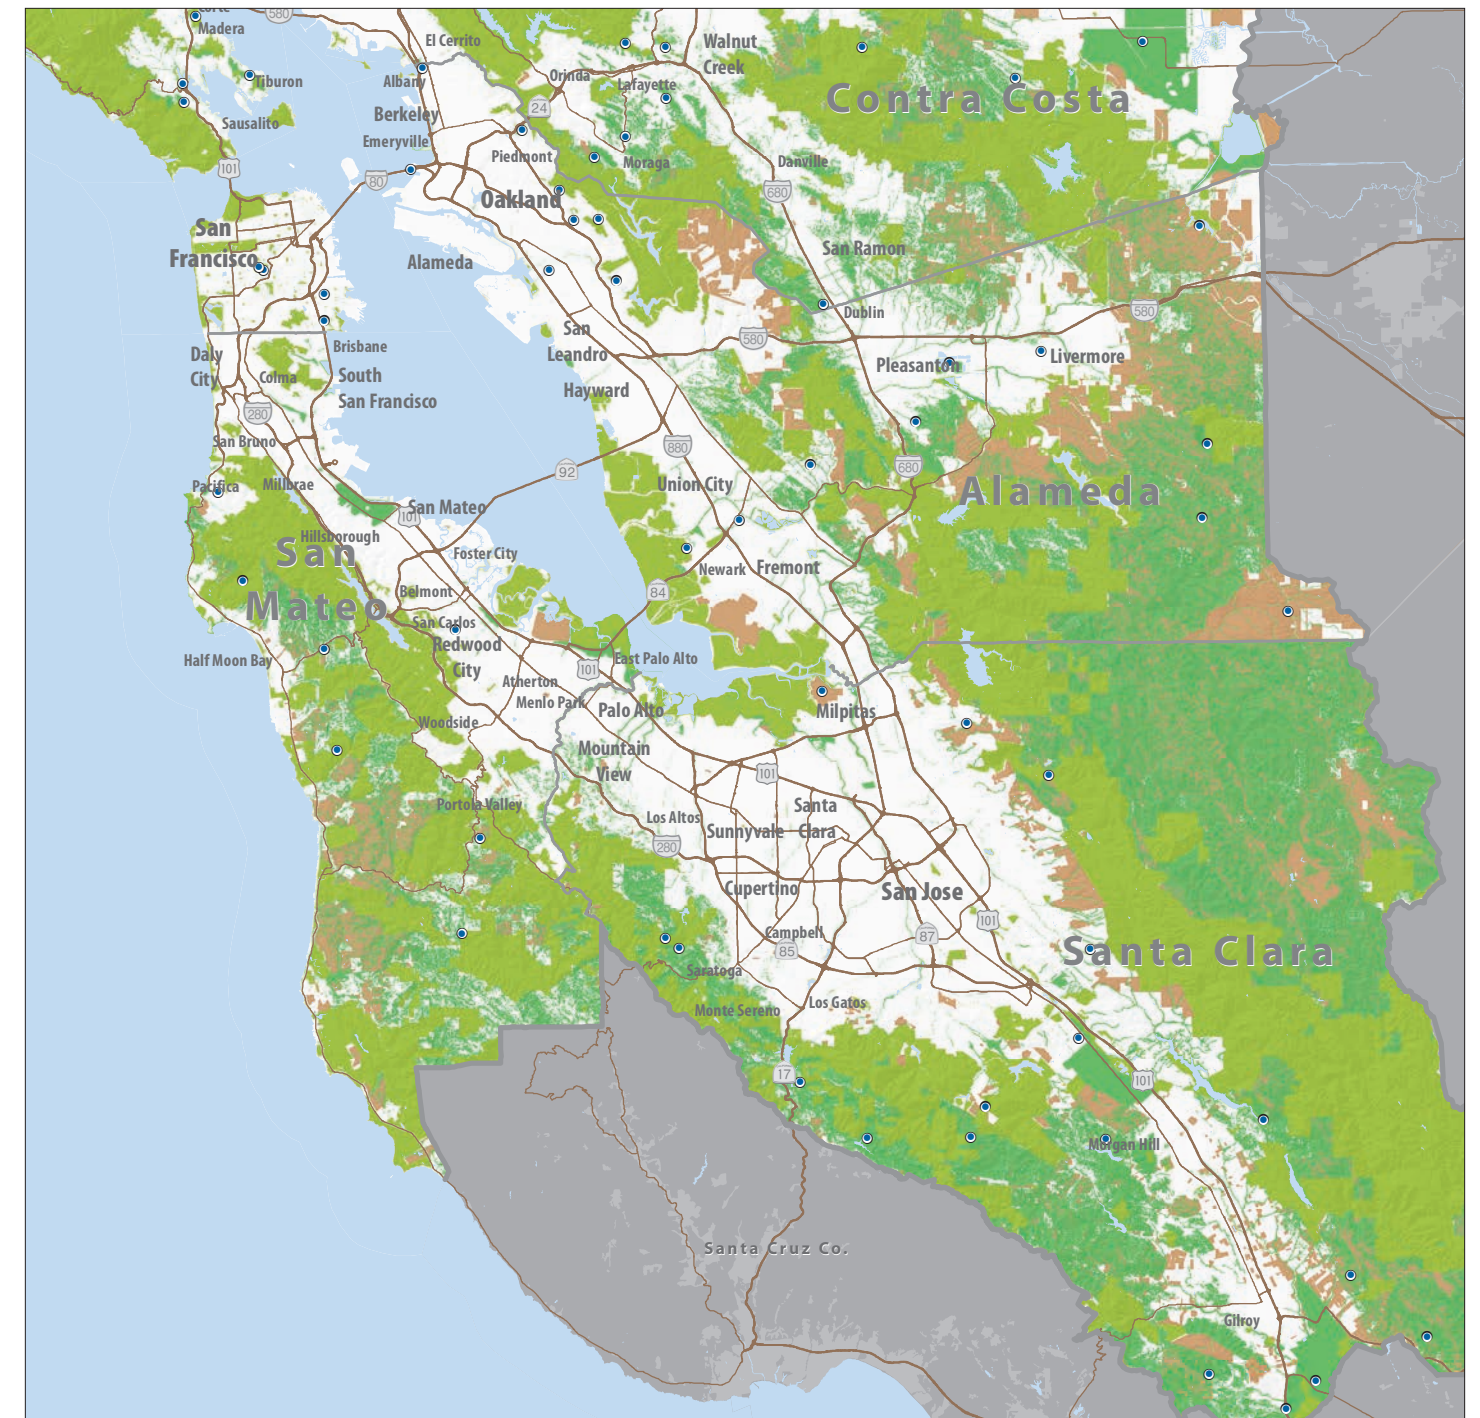 Corte
Madera
580
El Cerrito
Walnut
Creek
Tiburon
Albany
Orinda
Lafayette
Contra Costa
Sausalito
Berkeley
24
Emeryville
Piedmont
Moraga
Danville
101
80
680
Oakland
San
Francisco
Alameda
San Ramon
580
Dublin
San
Leandro
580
Daly
City
Brisbane
Colma
South
San Francisco
Hayward
Pleasanton
Livermore
280
San Bruno
880
92
680
Pacifica
Millbrae
Union City
Alameda
San Mateo
101
Hillsborough
San
Mateo
Foster City
Newark
Fremont
Belmont
84
San Carlos
Redwood
City
Half Moon Bay
East Palo Alto
101
Atherton
Menlo Park
Palo Alto
Milpitas
Woodside
Mountain
View
101
Portola Valley
Santa
Clara
Los Altos
Sunnyvale
280
Cupertino
San Jose
101
Campbell
87
85
Santa Clara
Saratoga
Monte Sereno
Los Gatos
17
101
Morgan Hill
Santa Cruz Co.
Gilroy